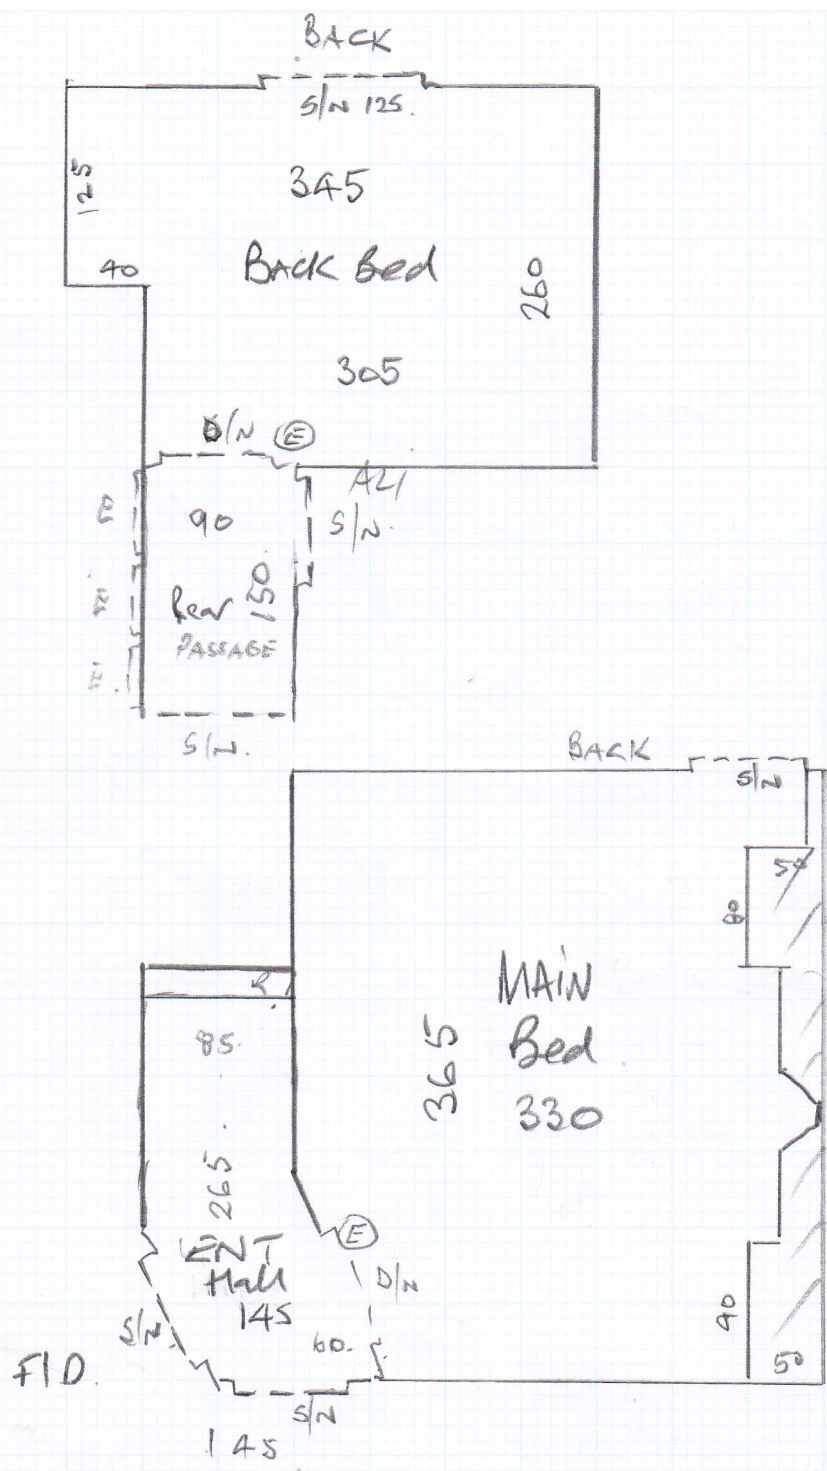 BACK
S/N 125.
125
345
40
BACK Bed
260
305
D/N E
AL1
S/N.
90
Rear 150
PASSAGE
S/N.
BACK
S/N
50
80
MAIN
Bed
365
330
R
85.
265
ENT
Hall
145
E
D/N
S/N.
60.
90
50
F1D.
S/N
145